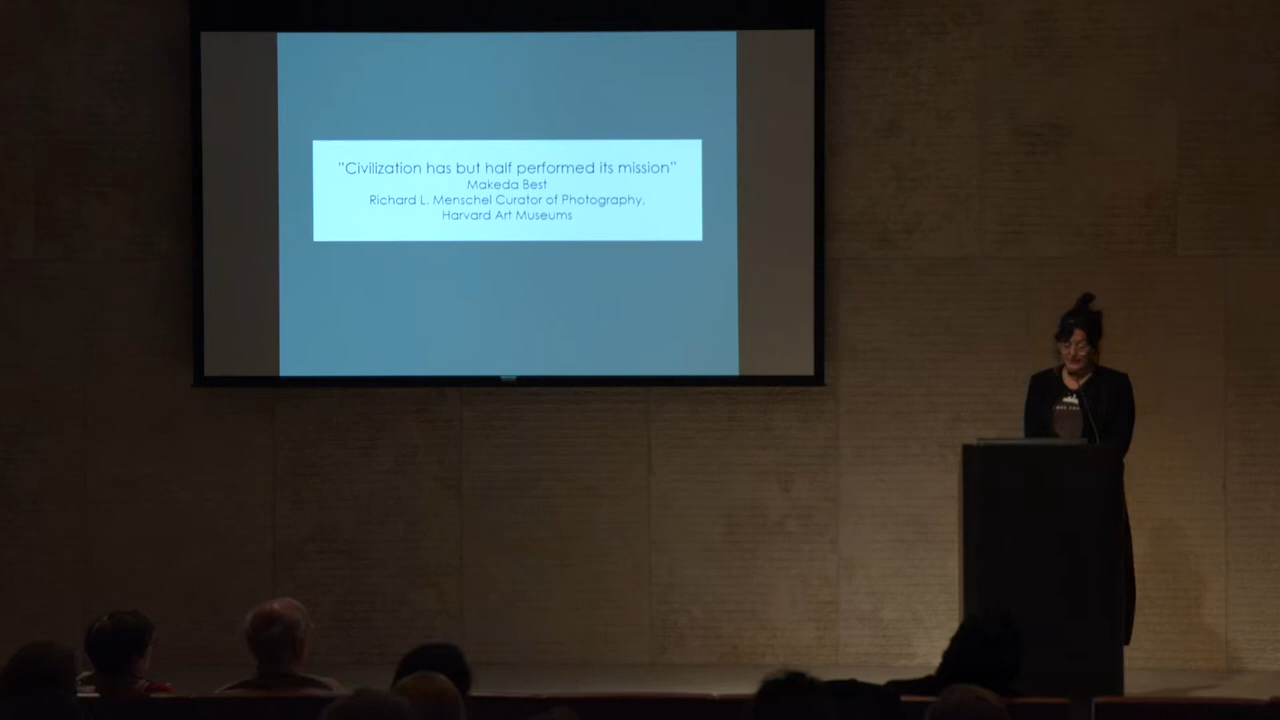 "Civilization has but half performed its mission"
Makeda Best
Richard L. Menschel Curator of Photography,
Harvard Art Museums